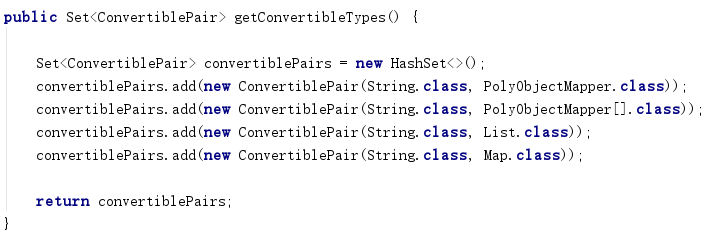 public Set<ConvertiblePair> getConvertibleTypes() {
Set<ConvertiblePair> convertiblePairs = new HashSet<>();
convertiblePairs.add(new ConvertiblePair(String.class, PolyObjectMapper.class));
convertiblePairs.add(new ConvertiblePair(String.class, PolyObjectMapper[].class));
convertiblePairs.add(new ConvertiblePair(String.class, List.class));
convertiblePairs.add(new ConvertiblePair(String.class, Map.class));
return convertiblePairs;
}